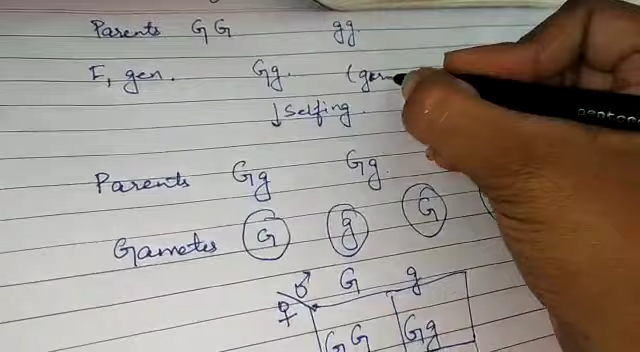 Parents GG gg
F₁ gen. Gg. (
↓ Selfing.
Parents Gg Gg.
Gametes G g G
♂ G g
♀
GG Gg